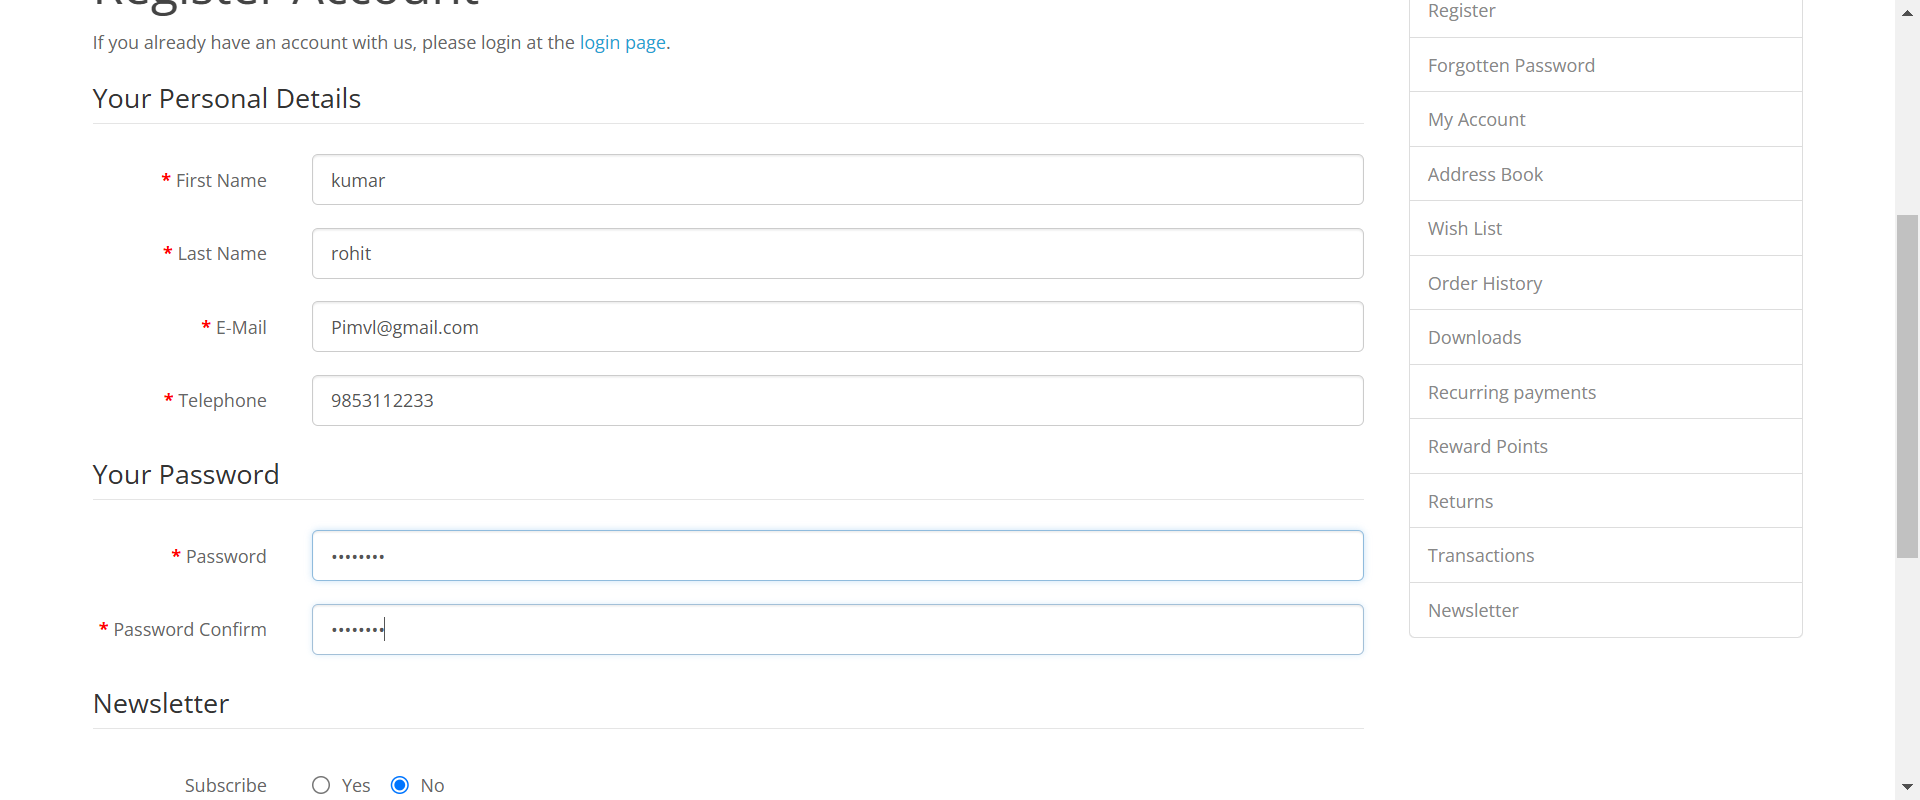 Register Account
If you already have an account with us, please login at the login page.
Your Personal Details
* First Name
kumar
* Last Name
rohit
* E-Mail
Pimvl@gmail.com
* Telephone
9853112233
Your Password
* Password
••••••••
* Password Confirm
••••••••
Newsletter
Subscribe Yes No
Register
Forgotten Password
My Account
Address Book
Wish List
Order History
Downloads
Recurring payments
Reward Points
Returns
Transactions
Newsletter